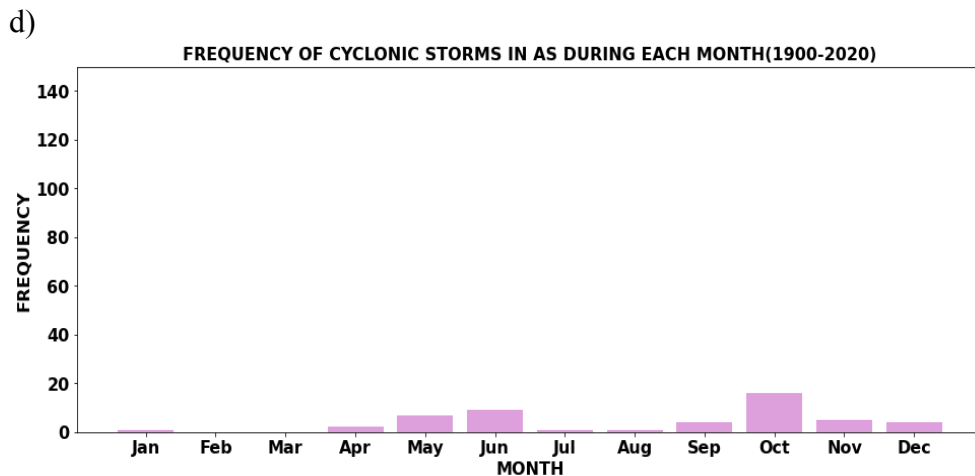 d)
FREQUENCY OF CYCLONIC STORMS IN AS DURING EACH MONTH(1900-2020)
140
120
100
80
60
40
20
0
FREQUENCY
Jan Feb Mar Apr May Jun Jul Aug Sep Oct Nov Dec
MONTH